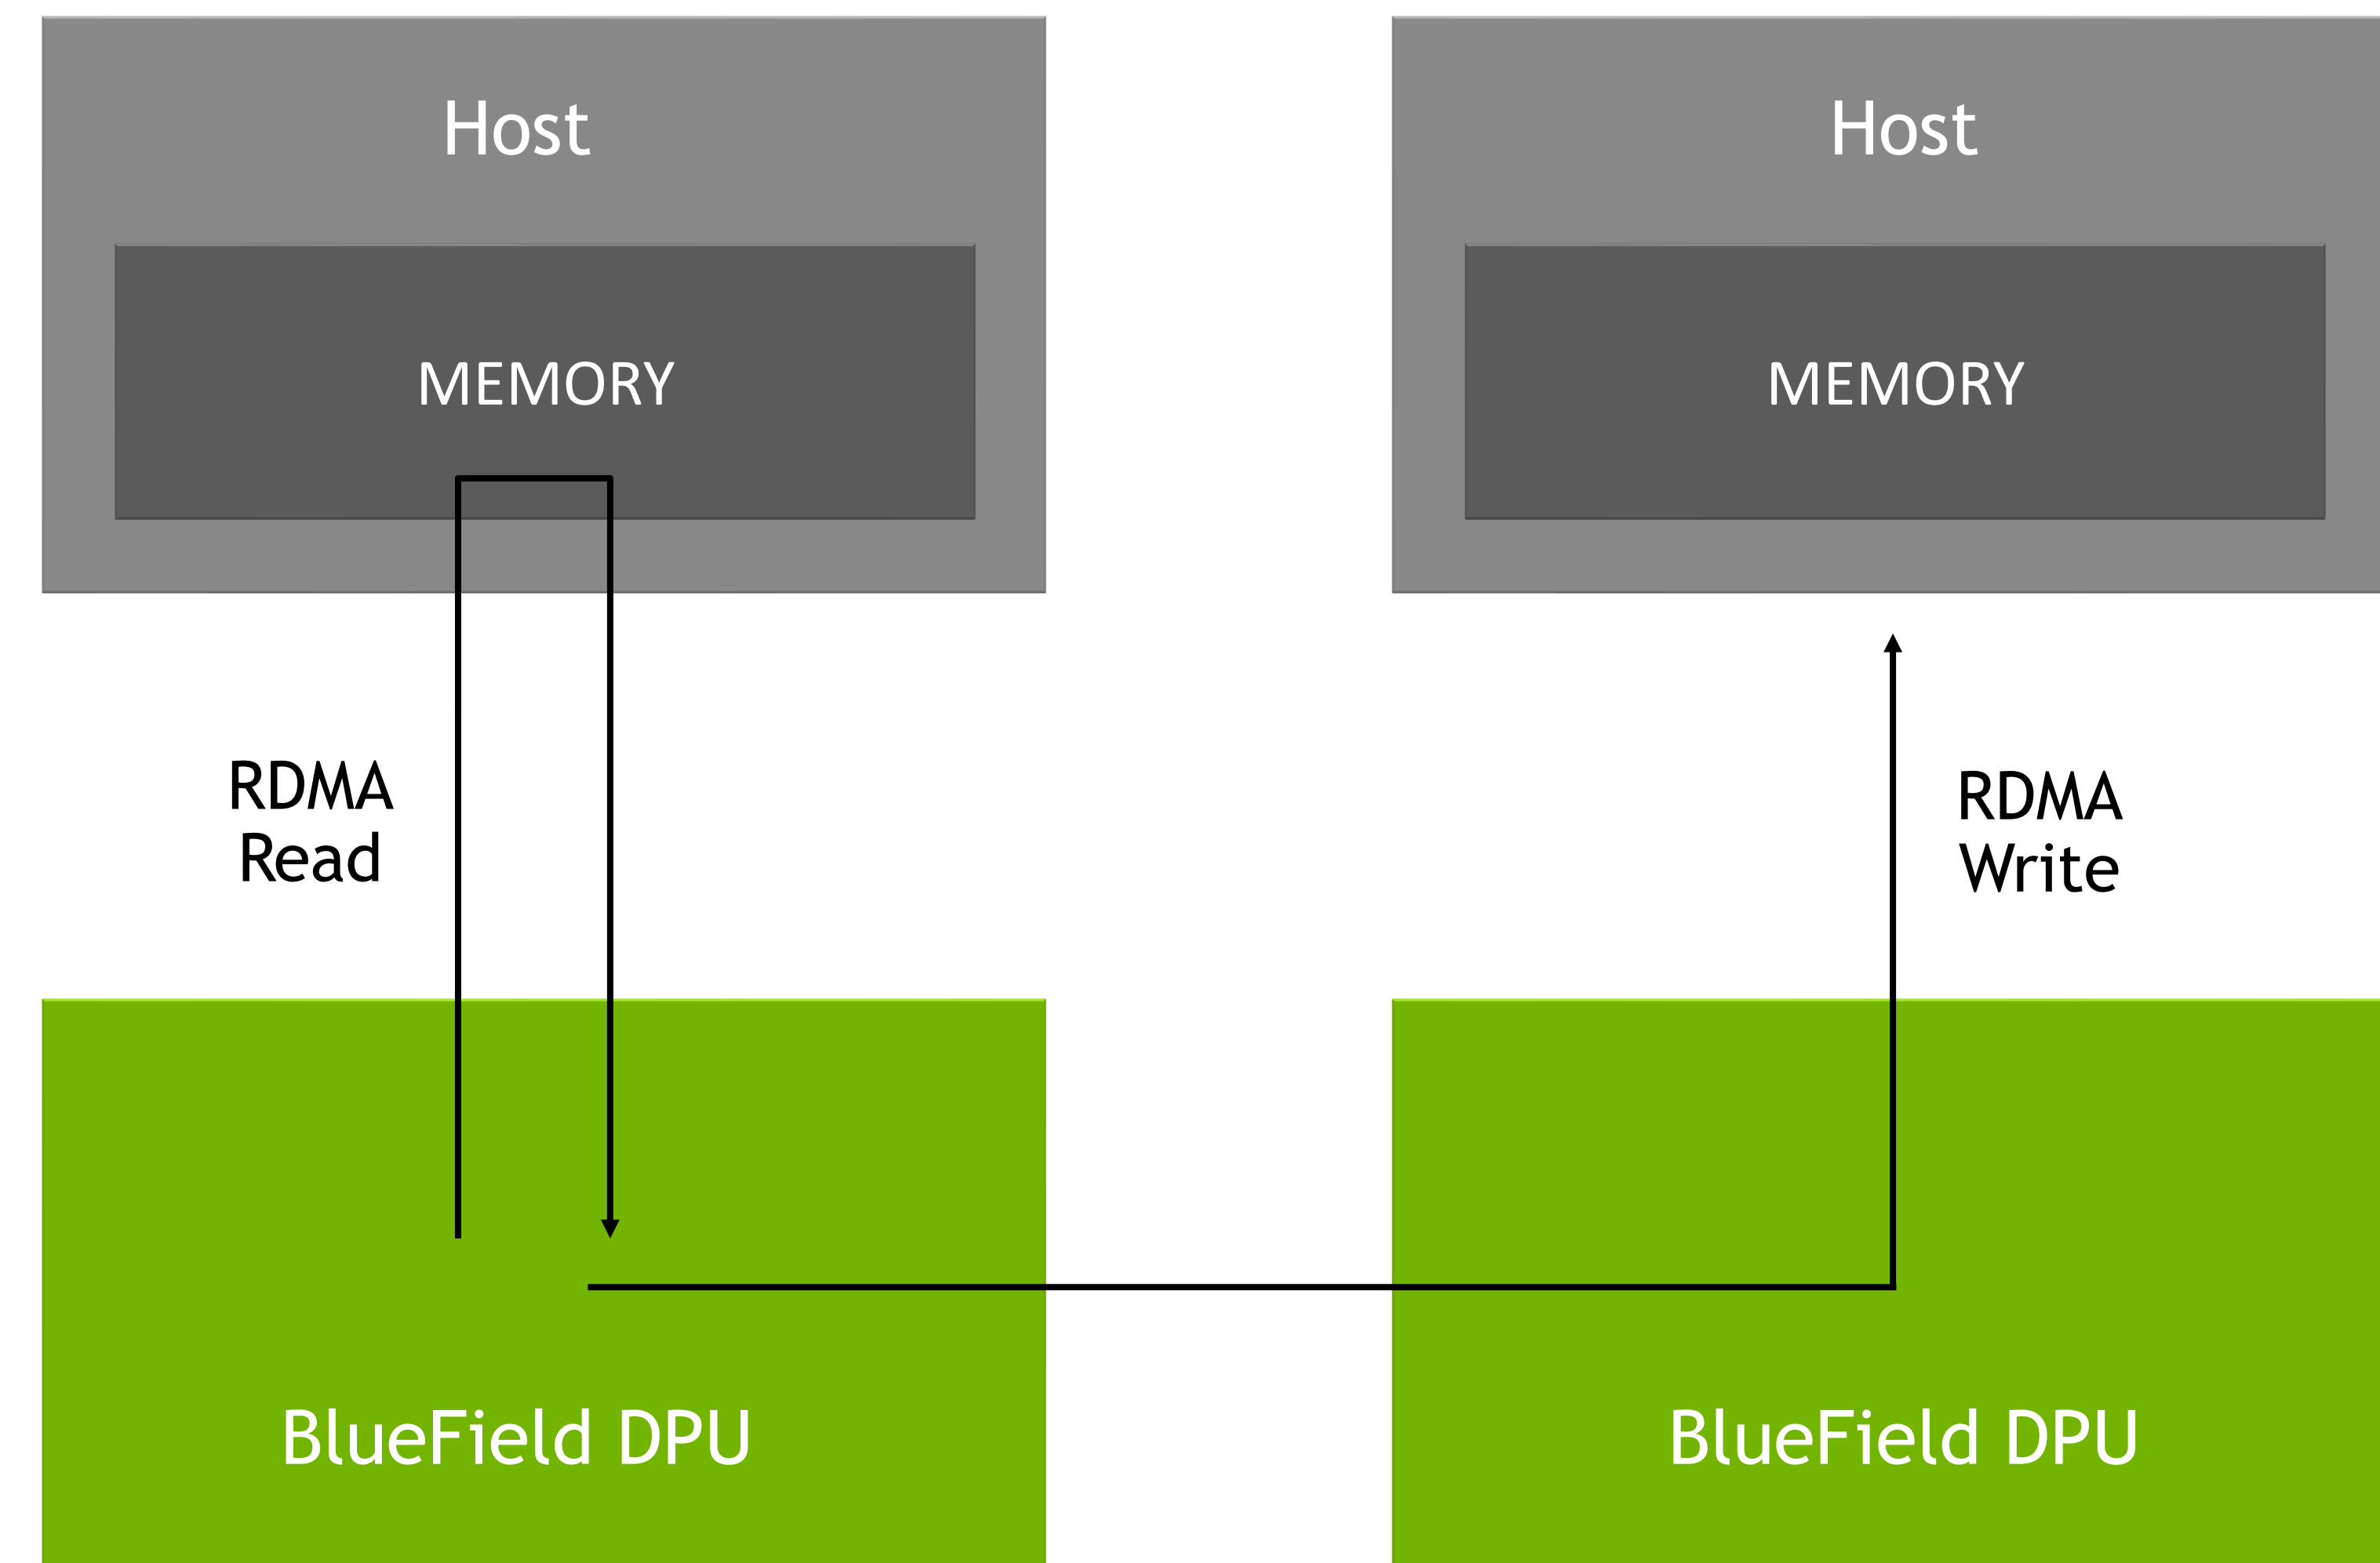 Host
Host
MEMORY
MEMORY
RDMA
Read
RDMA
Write
BlueField DPU
BlueField DPU